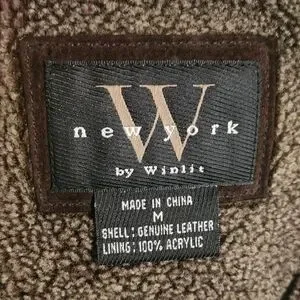 W
new york
by Winlit
MADE IN CHINA
M
SHELL: GENUINE LEATHER
LINING: 100% ACRYLIC